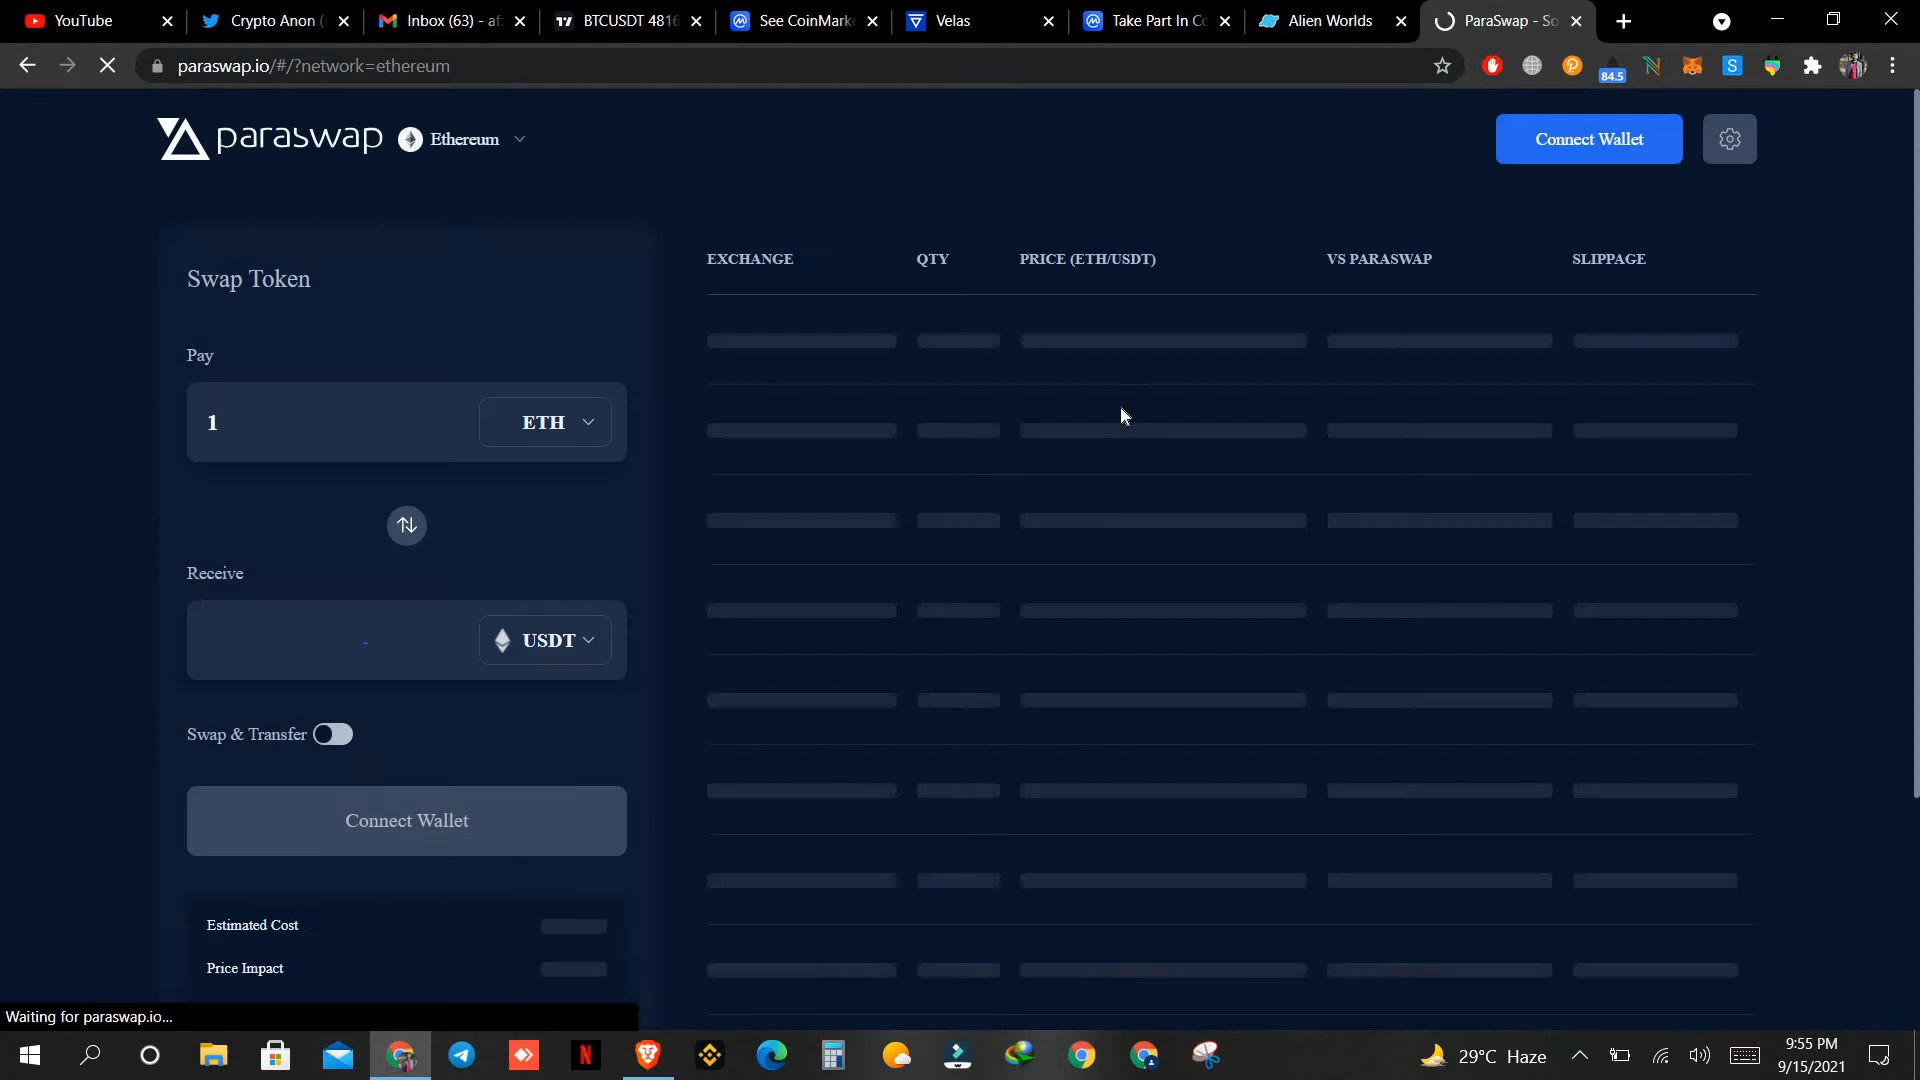 YouTube
Crypto Anon (
Inbox (63) - af
BTCUSDT 4816
See CoinMark
Velas
Take Part In Co
Alien Worlds
ParaSwap - So
paraswap.io/#/?network=ethereum
84.5
S
paraswap
Ethereum
Connect Wallet
EXCHANGE QTY PRICE (ETH/USDT) VS PARASWAP SLIPPAGE
Swap Token
Pay
1
ETH
Receive
USDT
Swap & Transfer
Connect Wallet
Estimated Cost
Price Impact
Waiting for paraswap.io...
29°C Haze
9:55 PM
9/15/2021